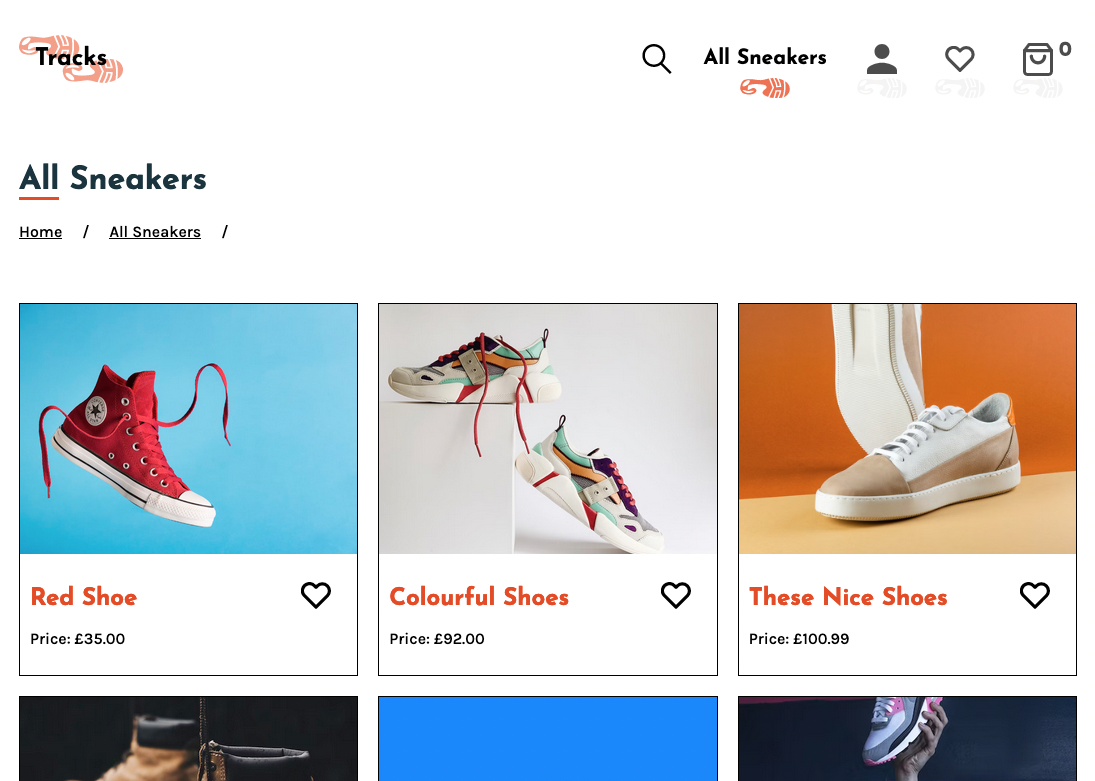 Tracks
All Sneakers
0
All Sneakers
Home / All Sneakers /
Red Shoe
Price: £35.00
Colourful Shoes
Price: £92.00
These Nice Shoes
Price: £100.99